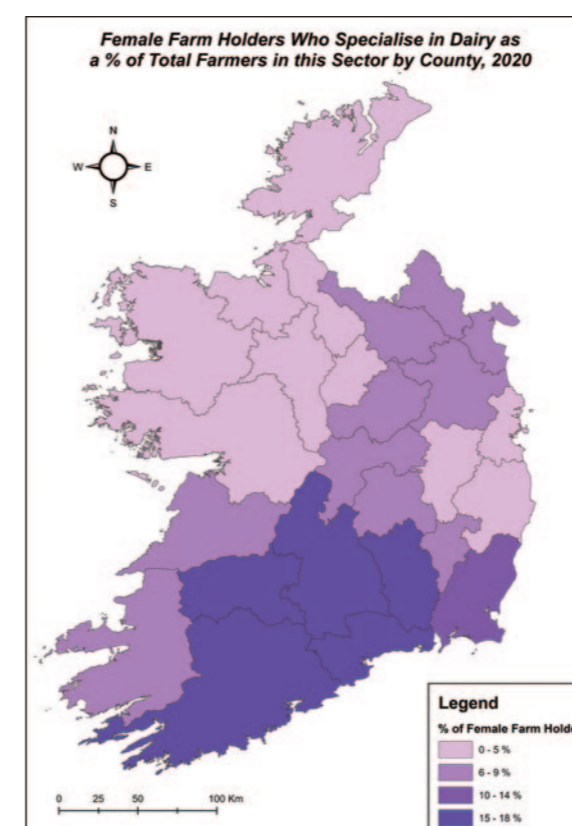 Female Farm Holders Who Specialise in Dairy as
a % of Total Farmers in this Sector by County, 2020
N
W E
S
Legend
% of Female Farm Holde
0 - 5 %
6 - 9 %
10 - 14 %
15 - 18 %
0 25 50 100 Km